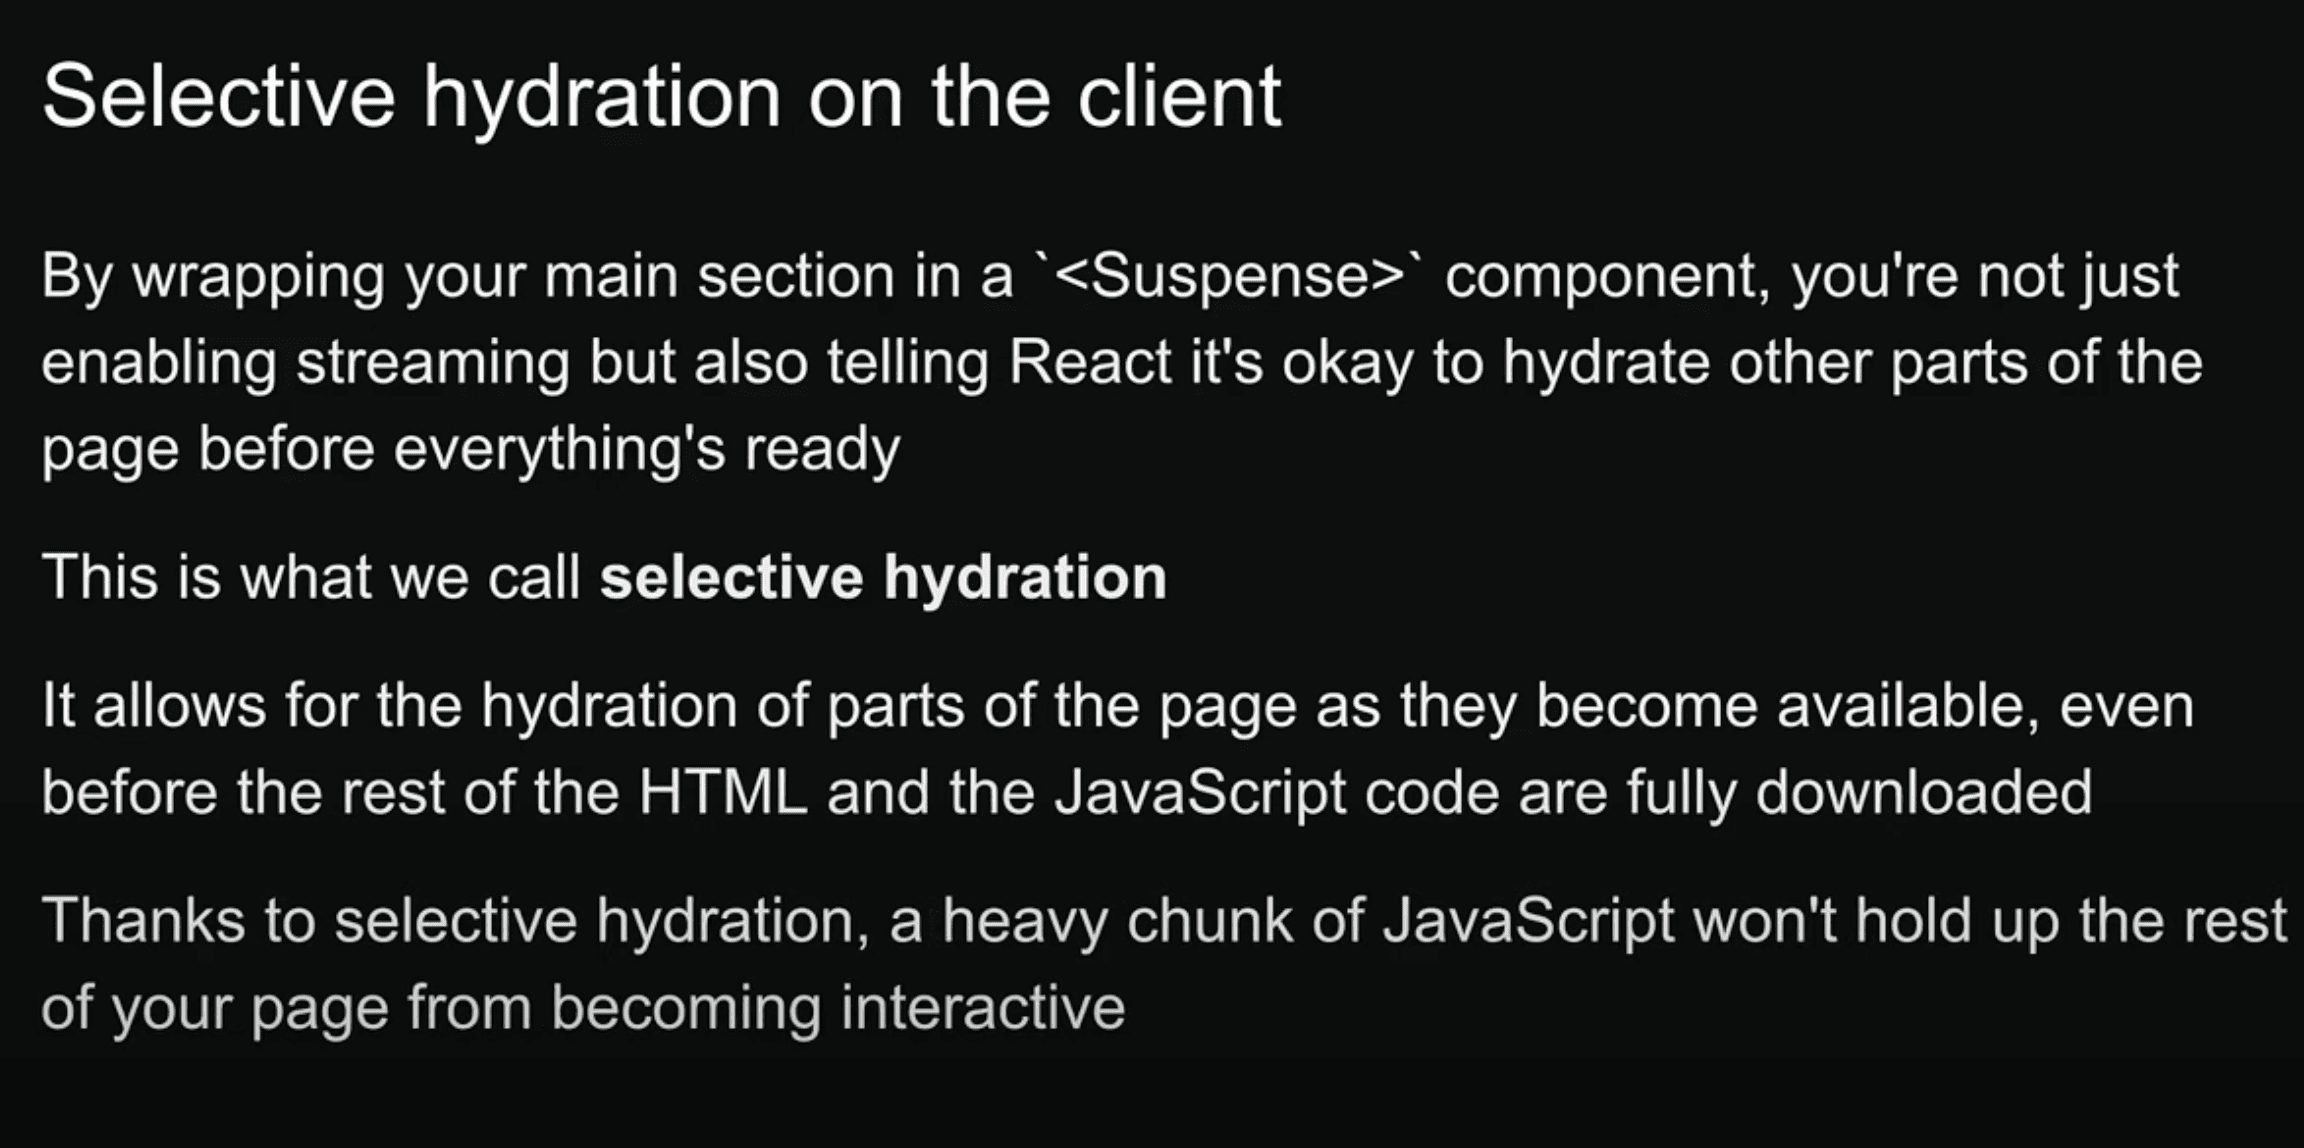 Selective hydration on the client
By wrapping your main section in a `<Suspense>` component, you're not just
enabling streaming but also telling React it's okay to hydrate other parts of the
page before everything's ready
This is what we call selective hydration
It allows for the hydration of parts of the page as they become available, even
before the rest of the HTML and the JavaScript code are fully downloaded
Thanks to selective hydration, a heavy chunk of JavaScript won't hold up the rest
of your page from becoming interactive